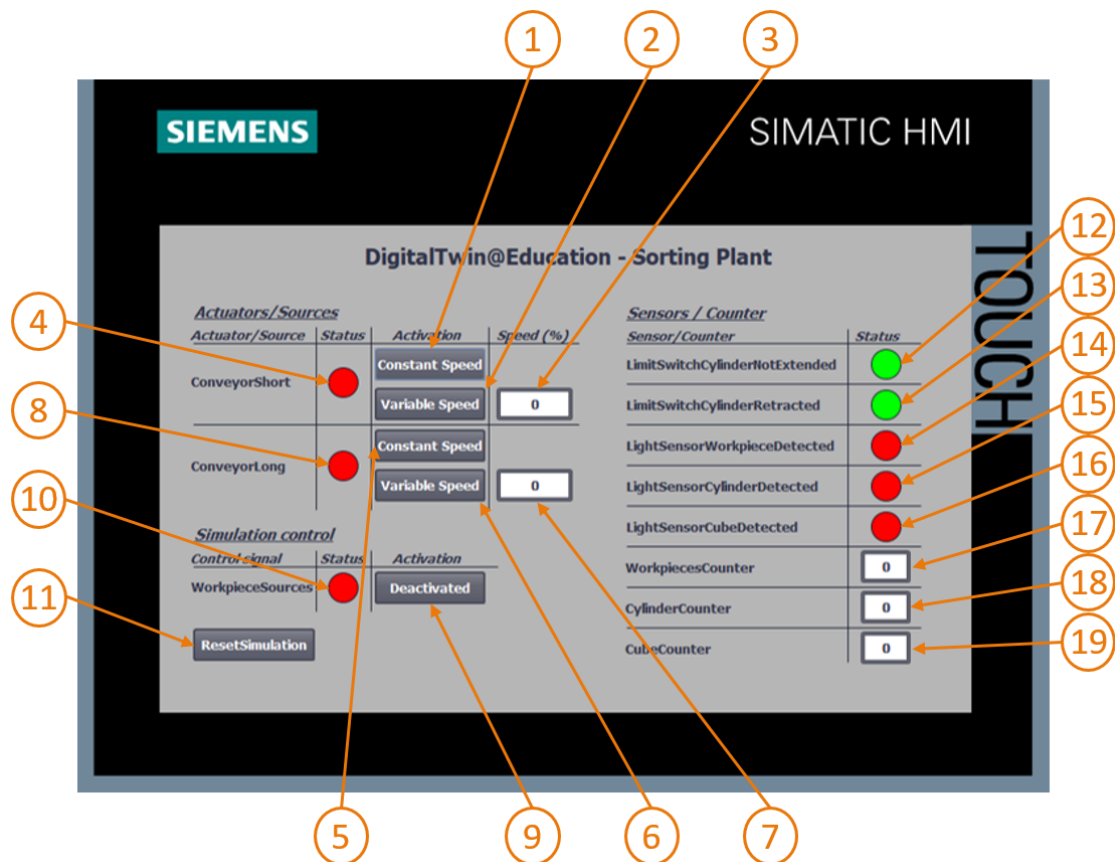 1 2 3
SIEMENS
SIMATIC HMI
TOUCH
DigitalTwin@Education - Sorting Plant
Actuators/Sources
Actuator/Source Status Activation Speed (%)
4
ConveyorShort
Constant Speed
Variable Speed 0
8
ConveyorLong
Constant Speed
Variable Speed 0
10
Simulation control
Control signal Status Activation
WorkpieceSources Deactivated
11
ResetSimulation
Sensors / Counter
Sensor/Counter Status
12
LimitSwitchCylinderNotExtended
13
LimitSwitchCylinderRetracted
14
LightSensorWorkpieceDetected
15
LightSensorCylinderDetected
16
LightSensorCubeDetected
17
WorkpiecesCounter 0
18
CylinderCounter 0
19
CubeCounter 0
5 9 6 7